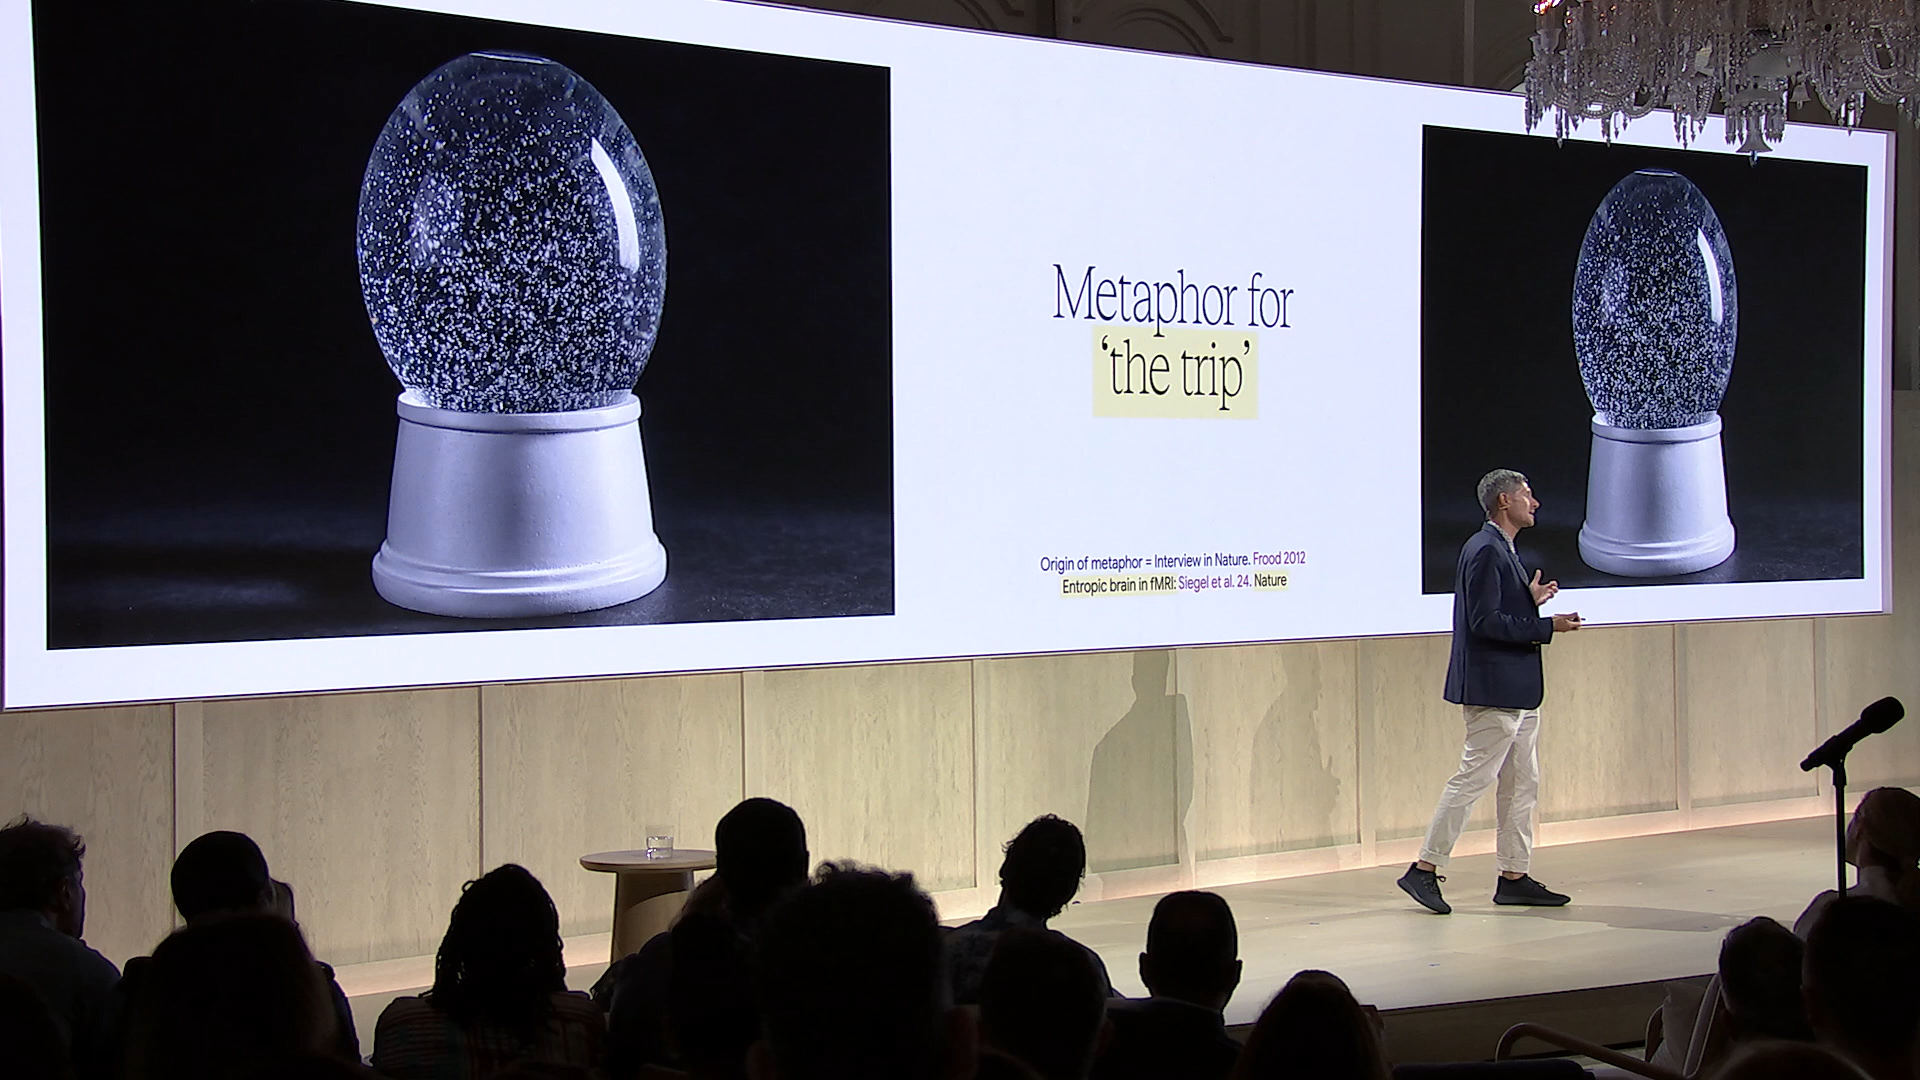 Metaphor for
‘the trip’
Origin of metaphor = Interview in Nature. Frood 2012
Entropic brain in fMRI: Siegel et al. 24. Nature